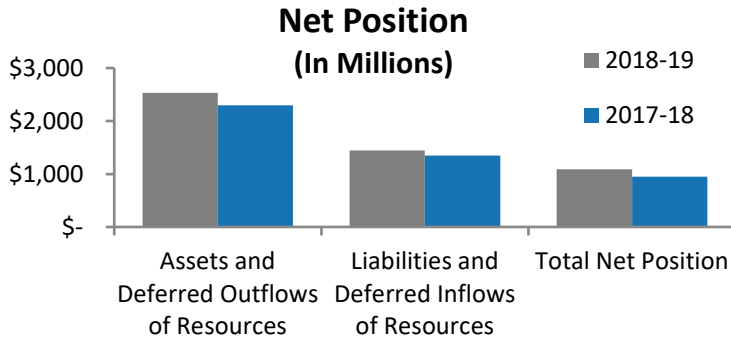 Net Position
(In Millions)
2018-19
2017-18
$3,000
$2,000
$1,000
$-
Assets and
Deferred Outflows
of Resources
Liabilities and
Deferred Inflows
of Resources
Total Net Position